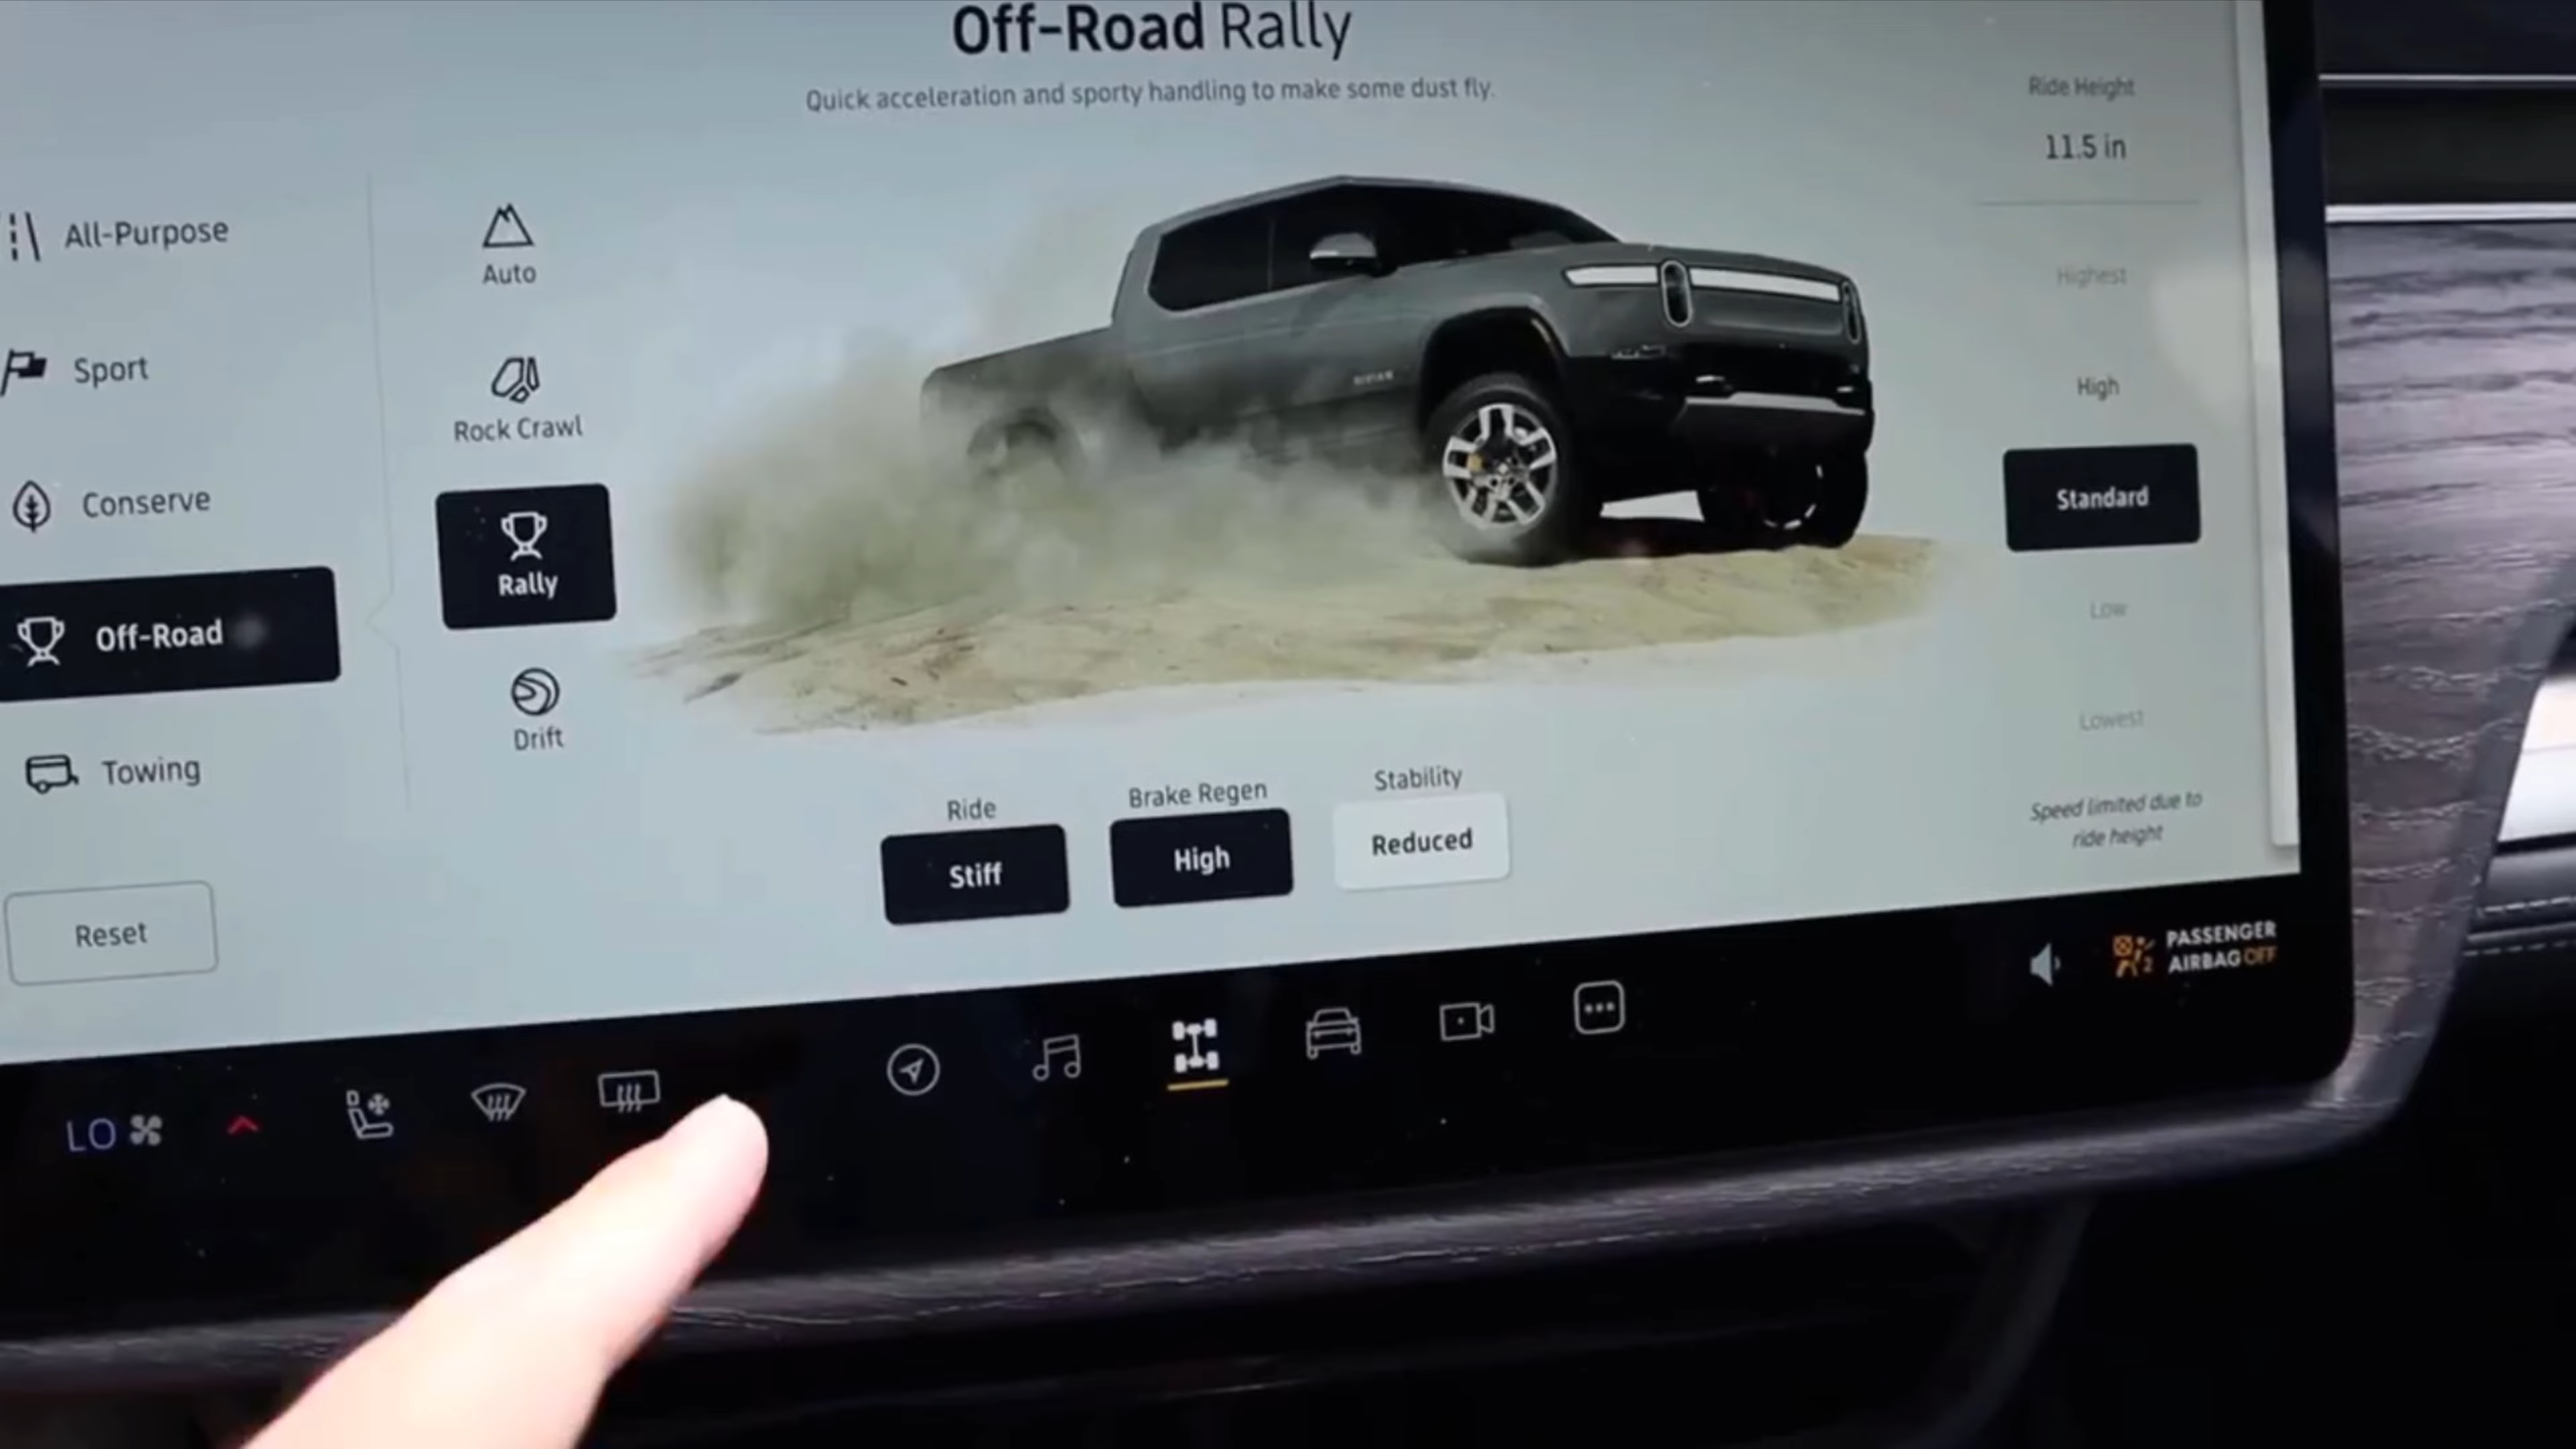 Off-Road Rally
Quick acceleration and sporty handling to make some dust fly.
All-Purpose
Sport
Conserve
Off-Road
Towing
Reset
Auto
Rock Crawl
Rally
Drift
RIVIAN
Ride
Stiff
Brake Regen
High
Stability
Reduced
Ride Height
11.5 in
Highest
High
Standard
Low
Lowest
Speed limited due to
ride height
LO
PASSENGER
2 AIRBAG OFF